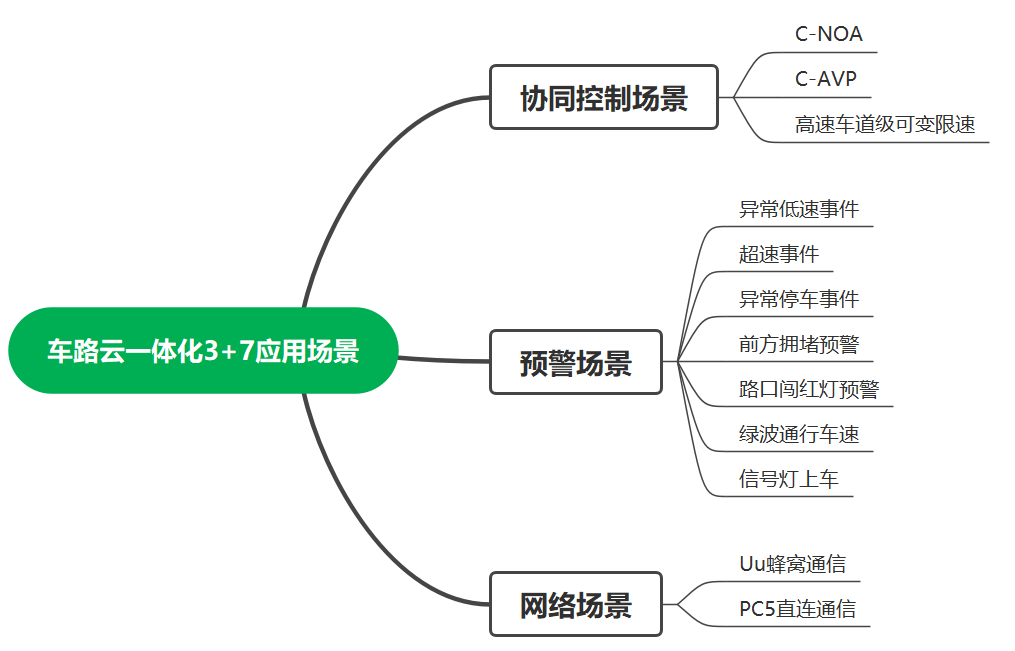 车路云一体化3+7应用场景
协同控制场景
C-NOA
C-AVP
高速车道级可变限速
预警场景
异常低速事件
超速事件
异常停车事件
前方拥堵预警
路口闯红灯预警
绿波通行车速
信号灯上车
网络场景
Uu蜂窝通信
PC5直连通信